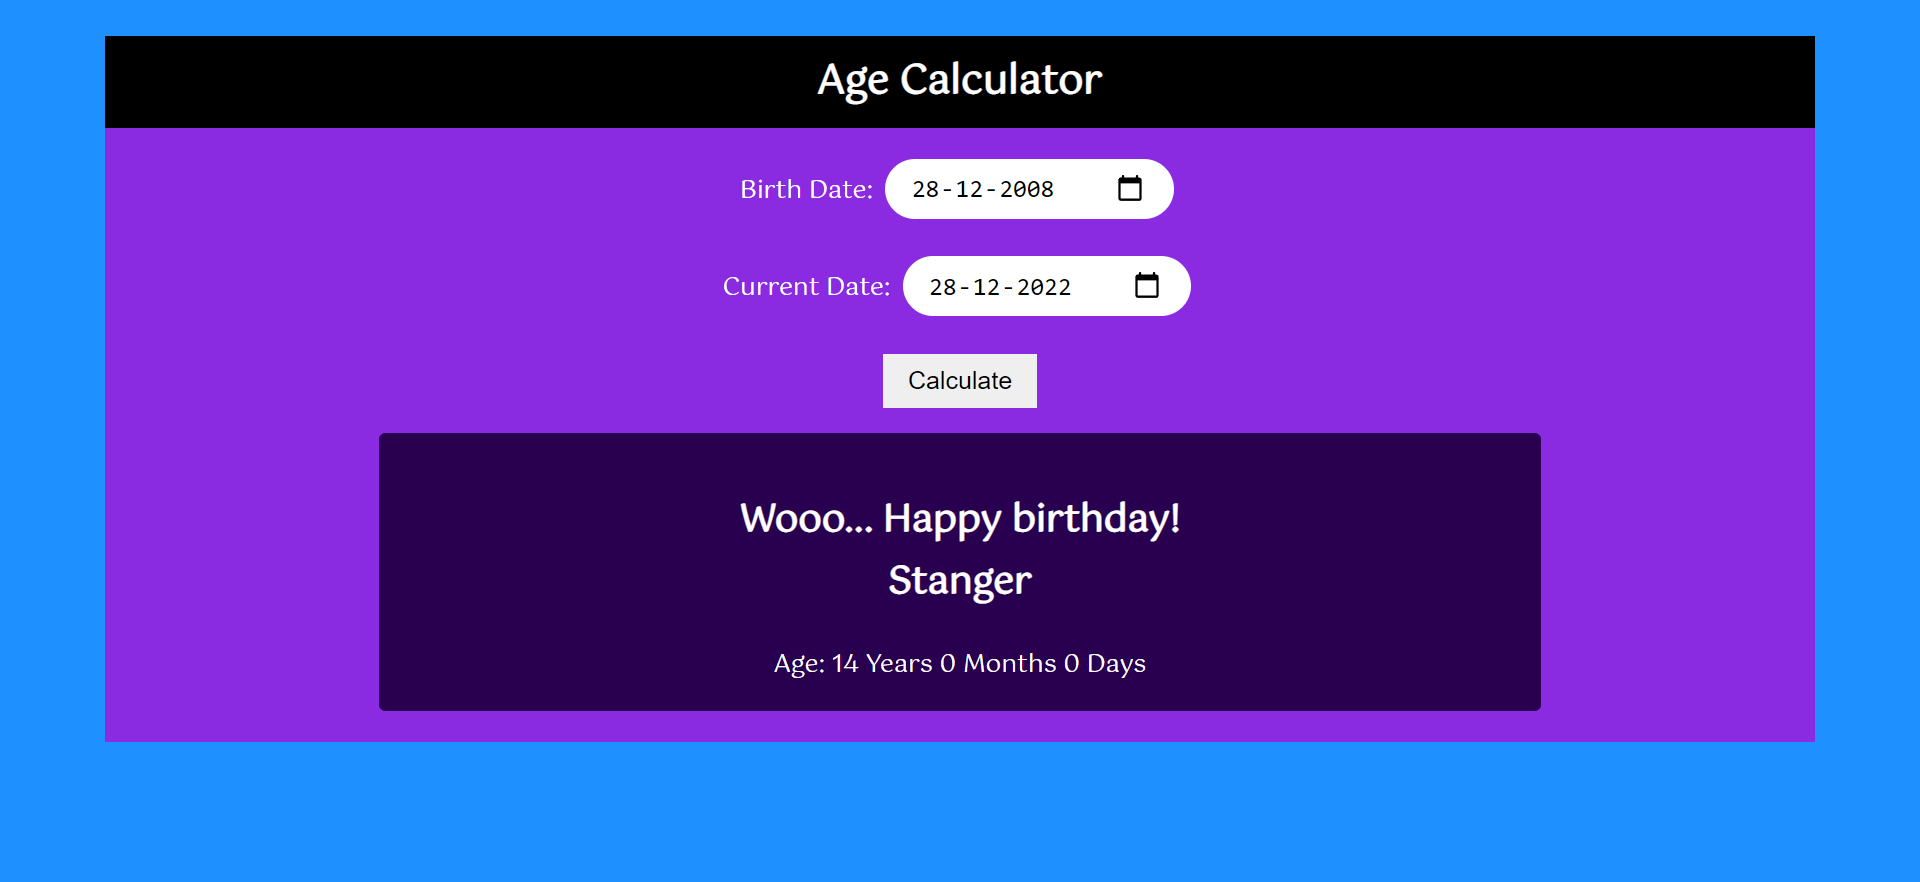 Age Calculator
Birth Date: 28-12-2008
Current Date: 28-12-2022
Calculate
Wooo... Happy birthday!
Stanger
Age: 14 Years 0 Months 0 Days